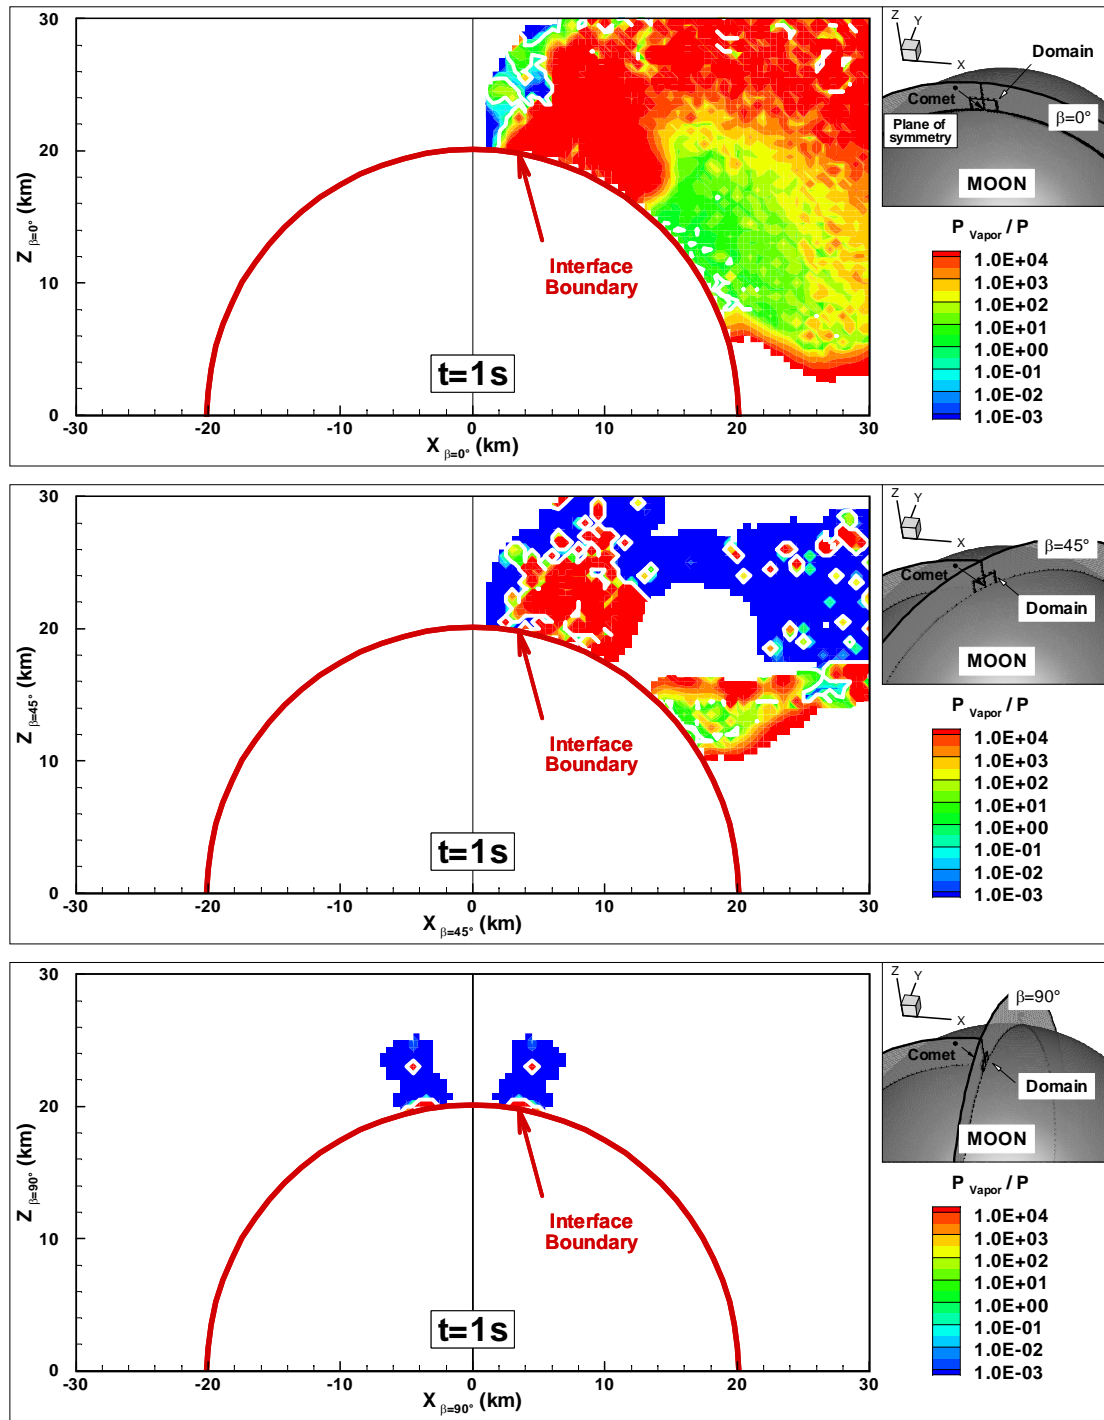 30
20
10
0
-30
-20
-10
0
10
20
30
Z β=0° (km)
X β=0° (km)
Interface
Boundary
t=1s
Z
Y
X
Domain
Comet
β=0°
Plane of
symmetry
MOON
P Vapor / P
1.0E+04
1.0E+03
1.0E+02
1.0E+01
1.0E+00
1.0E-01
1.0E-02
1.0E-03
30
20
10
0
-30
-20
-10
0
10
20
30
Z β=45° (km)
X β=45° (km)
Interface
Boundary
t=1s
Z
Y
X
β=45°
Comet
Domain
MOON
P Vapor / P
1.0E+04
1.0E+03
1.0E+02
1.0E+01
1.0E+00
1.0E-01
1.0E-02
1.0E-03
30
20
10
0
-30
-20
-10
0
10
20
30
Z β=90° (km)
X β=90° (km)
Interface
Boundary
t=1s
Z
Y
X
β=90°
Comet
Domain
MOON
P Vapor / P
1.0E+04
1.0E+03
1.0E+02
1.0E+01
1.0E+00
1.0E-01
1.0E-02
1.0E-03